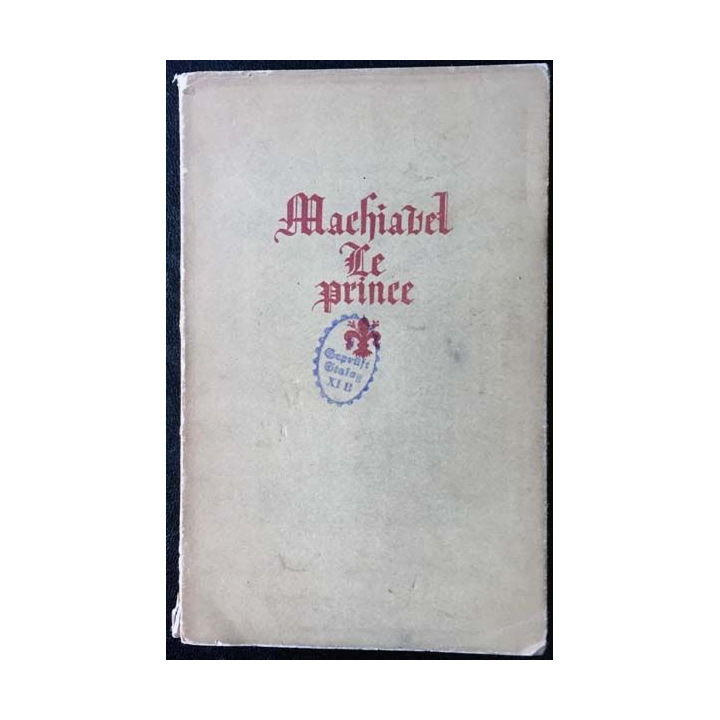 Machiavel
Le
prince
Geprüft
Stalag
XI B